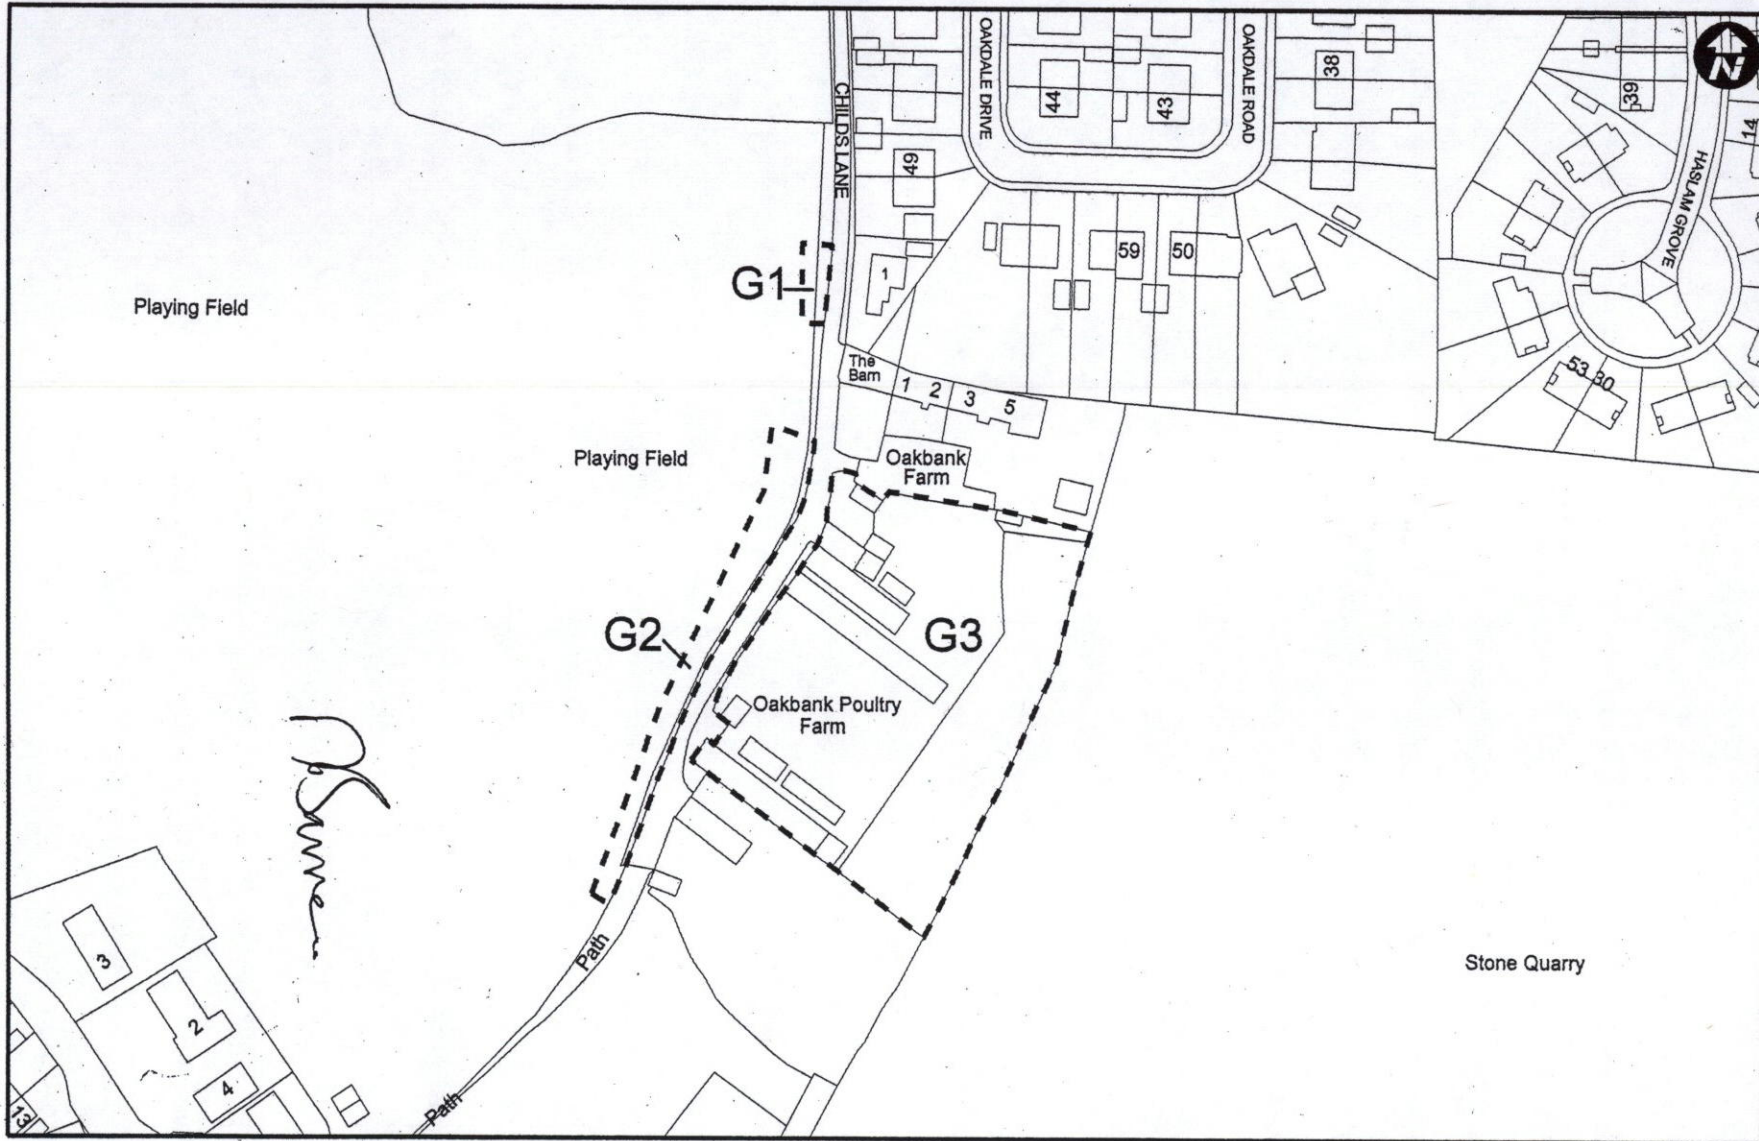 OAKDALE DRIVE
OAKDALE ROAD
38
N
39
44
43
14
CHILDS LANE
49
HASLAM GROVE
59
50
1
G1
Playing Field
The
Barn
1
2
3
5
53
30
Playing Field
Oakbank
Farm
G2
G3
Oakbank Poultry
Farm
3
Path
Stone Quarry
2
4
Path
13